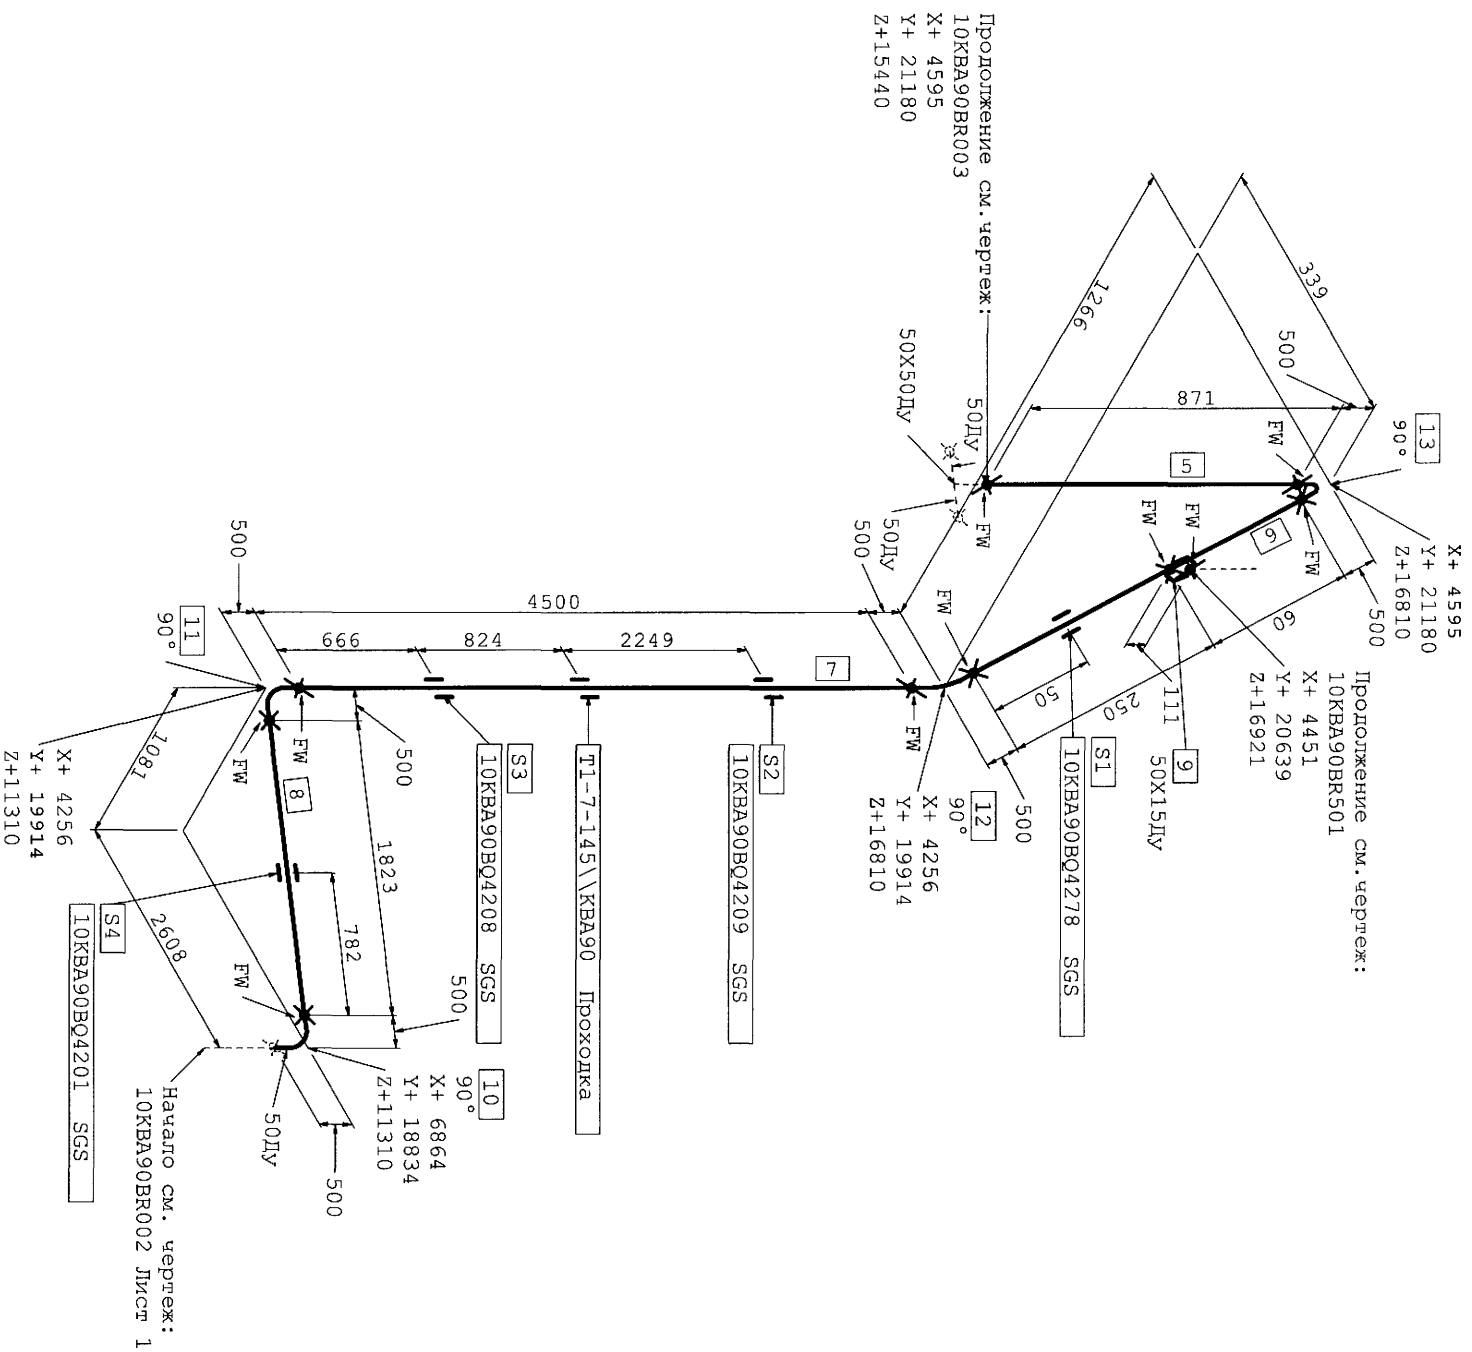 Продолжение см.чертеж:
10KBA90BR003
X+ 4595
Y+ 21180
Z+15440
339
1266
500
871
50X50Ду
50Ду
FW
13
90°
5
X+ 4595
Y+ 21180
Z+16810
FW
FW
FW
FW
6
500
60
Продолжение см.чертеж:
10KBA90BR501
X+ 4451
Y+ 20639
Z+16921
50Ду
500
FW
FW
111
250
50
9
50X15Ду
S1
10KBA90BQ4278 SGS
500
12
90°
X+ 4256
Y+ 19914
Z+16810
500
4500
666
824
2249
7
FW
11
90°
X+ 4256
Y+ 19914
Z+11310
1081
FW
FW
500
S3
10KBA90BQ4208 SGS
T1-7-145\\KBA90 Проходка
S2
10KBA90BQ4209 SGS
8
1823
782
2608
S4
10KBA90BQ4201 SGS
FW
500
10
90°
X+ 6864
Y+ 18834
Z+11310
50Ду
500
Начало см. чертеж:
10KBA90BR002 Лист 1